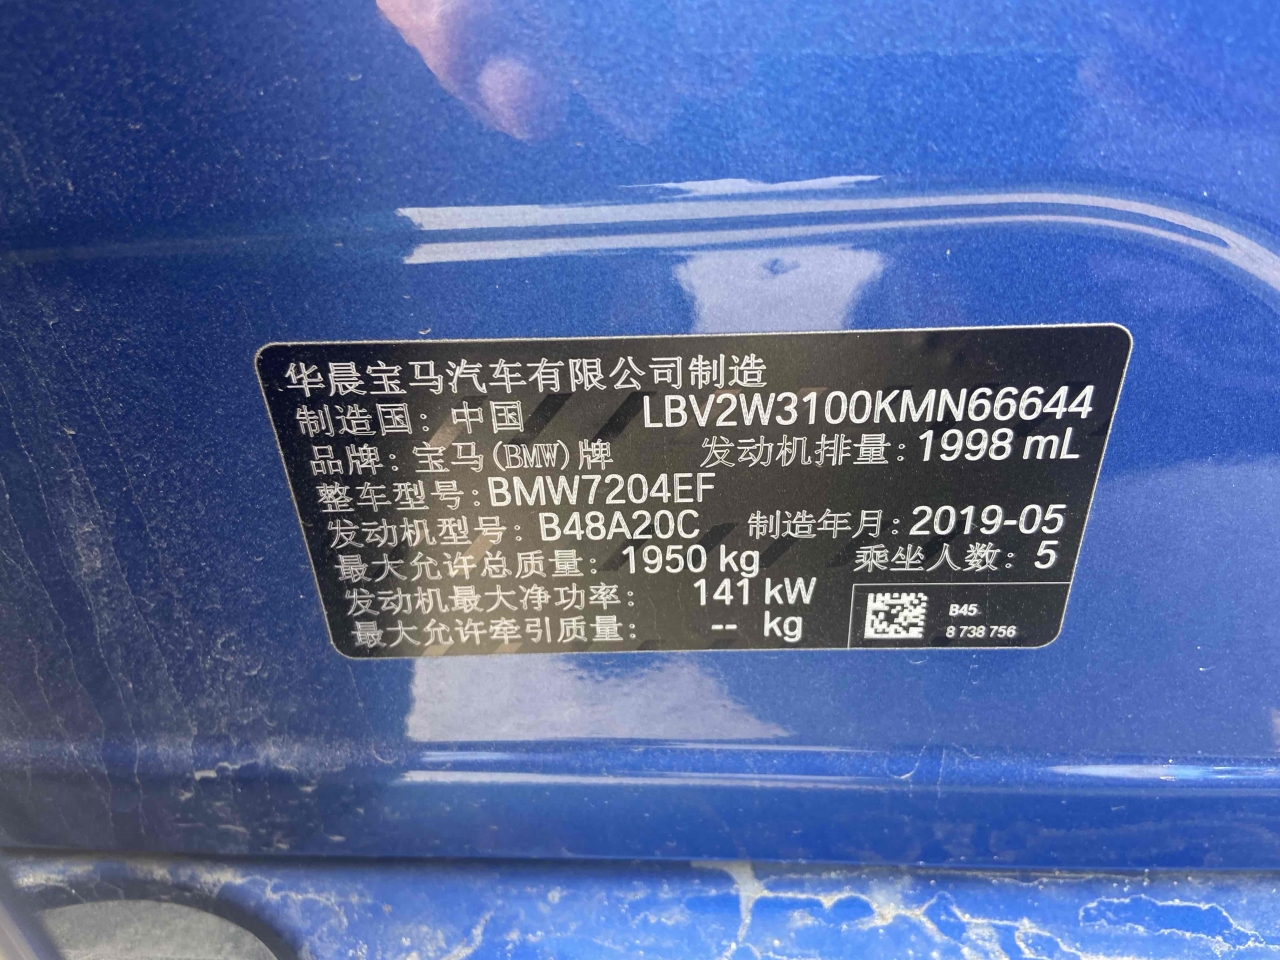 华晨宝马汽车有限公司制造
制造国：中国 LBV2W3100KMN66644
品牌：宝马(BMW)牌 发动机排量：1998 mL
整车型号：BMW7204EF
发动机型号：B48A20C 制造年月：2019-05
最大允许总质量：1950 kg 乘坐人数：5
发动机最大净功率：141 kW
最大允许牵引质量：-- kg
B45
8 738 756